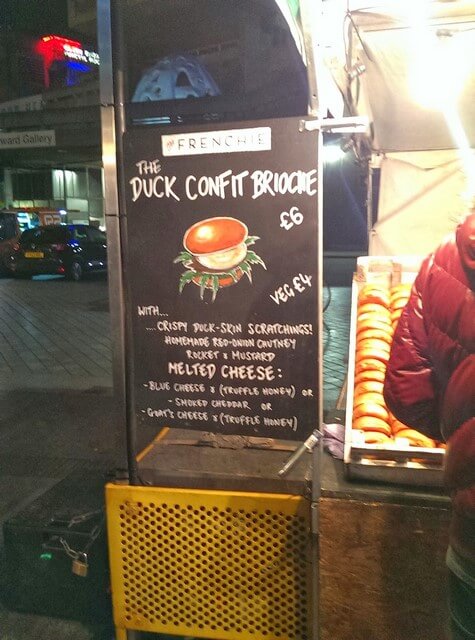 ward Gallery
FRENCHIE
THE
DUCK CONFIT BRIOCHE
£6
VEG £4
WITH...
....CRISPY DUCK-SKIN SCRATCHINGS!
HOMEMADE RED-ONION CHUTNEY
ROCKET & MUSTARD
MELTED CHEESE:
- BLUE CHEESE & (TRUFFLE HONEY) OR
- SMOKED CHEDDAR OR
- GOAT'S CHEESE & (TRUFFLE HONEY)